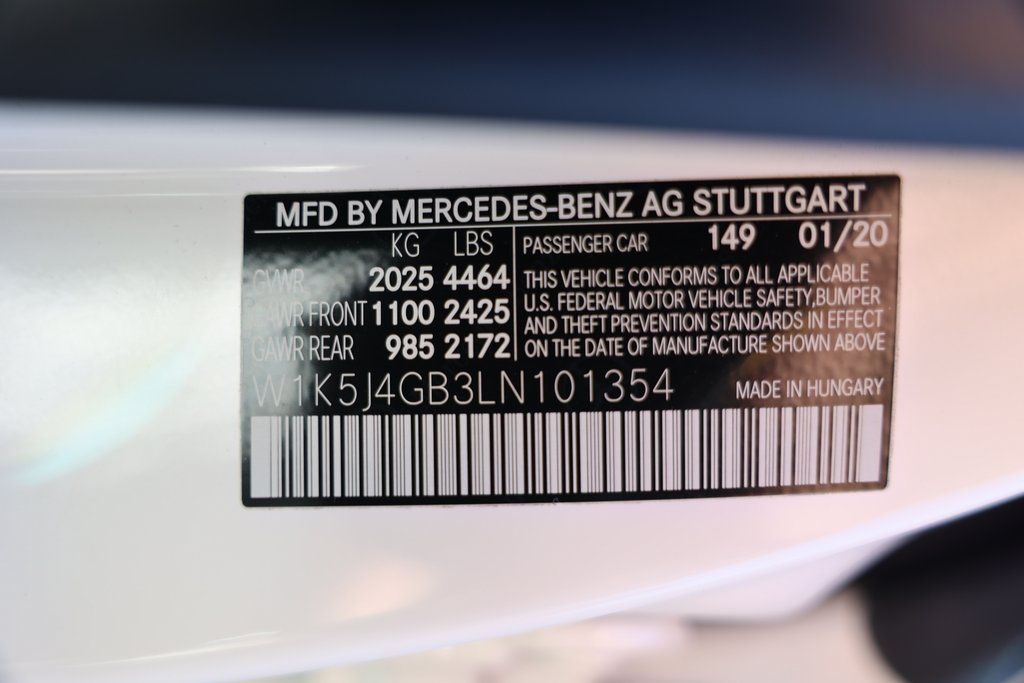 MFD BY MERCEDES-BENZ AG STUTTGART
KG LBS
GVWR 2025 4464
GAWR FRONT 1100 2425
GAWR REAR 985 2172
PASSENGER CAR 149 01/20
THIS VEHICLE CONFORMS TO ALL APPLICABLE
U.S. FEDERAL MOTOR VEHICLE SAFETY,BUMPER
AND THEFT PREVENTION STANDARDS IN EFFECT
ON THE DATE OF MANUFACTURE SHOWN ABOVE
W1K5J4GB3LN101354 MADE IN HUNGARY